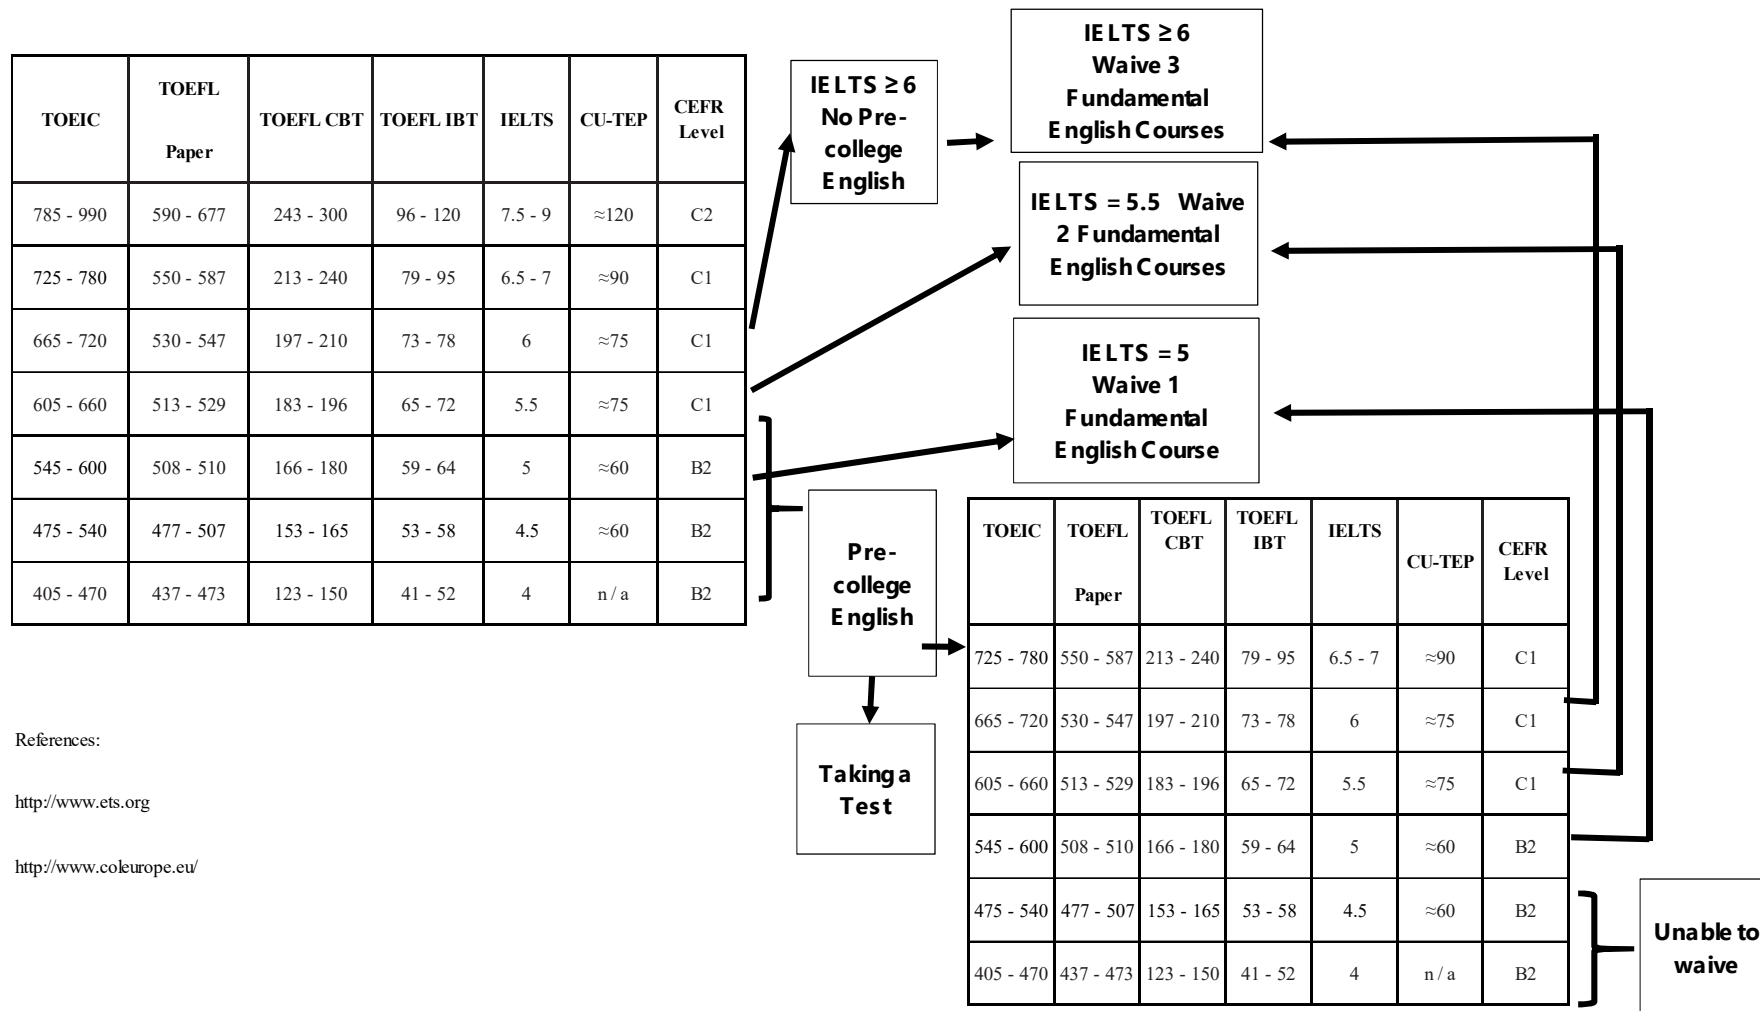 TOEIC TOEFL Paper TOEFL CBT TOEFL IBT IELTS CU-TEP CEFR Level
785 - 990 590 - 677 243 - 300 96 - 120 7.5 - 9 ≈120 C2
725 - 780 550 - 587 213 - 240 79 - 95 6.5 - 7 ≈90 C1
665 - 720 530 - 547 197 - 210 73 - 78 6 ≈75 C1
605 - 660 513 - 529 183 - 196 65 - 72 5.5 ≈75 C1
545 - 600 508 - 510 166 - 180 59 - 64 5 ≈60 B2
475 - 540 477 - 507 153 - 165 53 - 58 4.5 ≈60 B2
405 - 470 437 - 473 123 - 150 41 - 52 4 n / a B2
IELTS ≥ 6
No Pre-
college
English
IELTS ≥ 6
Waive 3
Fundamental
English Courses
IELTS = 5.5 Waive
2 Fundamental
English Courses
IELTS = 5
Waive 1
Fundamental
English Course
Pre-
college
English
Taking a
Test
TOEIC TOEFL Paper TOEFL CBT TOEFL IBT IELTS CU-TEP CEFR Level
725 - 780 550 - 587 213 - 240 79 - 95 6.5 - 7 ≈90 C1
665 - 720 530 - 547 197 - 210 73 - 78 6 ≈75 C1
605 - 660 513 - 529 183 - 196 65 - 72 5.5 ≈75 C1
545 - 600 508 - 510 166 - 180 59 - 64 5 ≈60 B2
475 - 540 477 - 507 153 - 165 53 - 58 4.5 ≈60 B2
405 - 470 437 - 473 123 - 150 41 - 52 4 n / a B2
Unable to
waive
References:
http://www.ets.org
http://www.coleurope.eu/